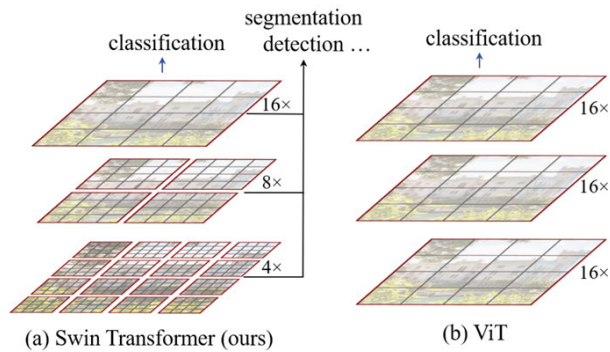 segmentation
detection ...
classification
16×
8×
4×
(a) Swin Transformer (ours)
classification
16×
16×
16×
(b) ViT